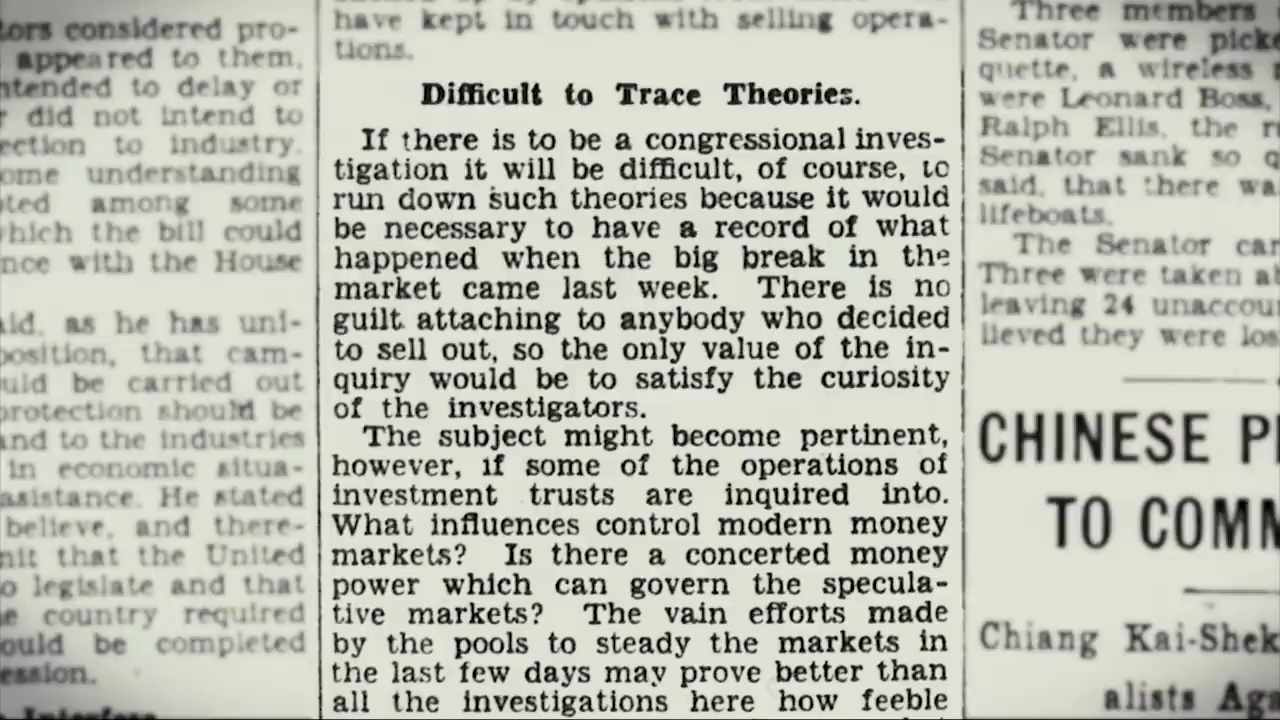 tors considered pro-
appeared to them,
ntended to delay or
did not intend to
ection to industry.
ome understanding
among some
which the bill could
nce with the House
aid, as he has uni-
position, that cam-
uld be carried out
protection should be
and to the industries
in economic situa-
assistance. He stated
believe, and there-
mit that the United
o legislate and that
e country required
ould be completed
ession.
have kept in touch with selling opera-
tions.
Difficult to Trace Theories.
If there is to be a congressional inves-
tigation it will be difficult, of course, to
run down such theories because it would
be necessary to have a record of what
happened when the big break in the
market came last week. There is no
guilt attaching to anybody who decided
to sell out, so the only value of the in-
quiry would be to satisfy the curiosity
of the investigators.
The subject might become pertinent,
however, if some of the operations of
investment trusts are inquired into.
What influences control modern money
markets? Is there a concerted money
power which can govern the specula-
tive markets? The vain efforts made
by the pools to steady the markets in
the last few days may prove better than
all the investigations here how feeble
Three members
Senator were picke
quette, a wireless
were Leonard Boss,
Ralph Ellis, the
Senator sank so
said, that there wa
lifeboats.
The Senator
Three were taken
leaving 24 unaccou
lieved they were los
CHINESE P
TO COMM
Chiang Kai-Shek
alists Aga